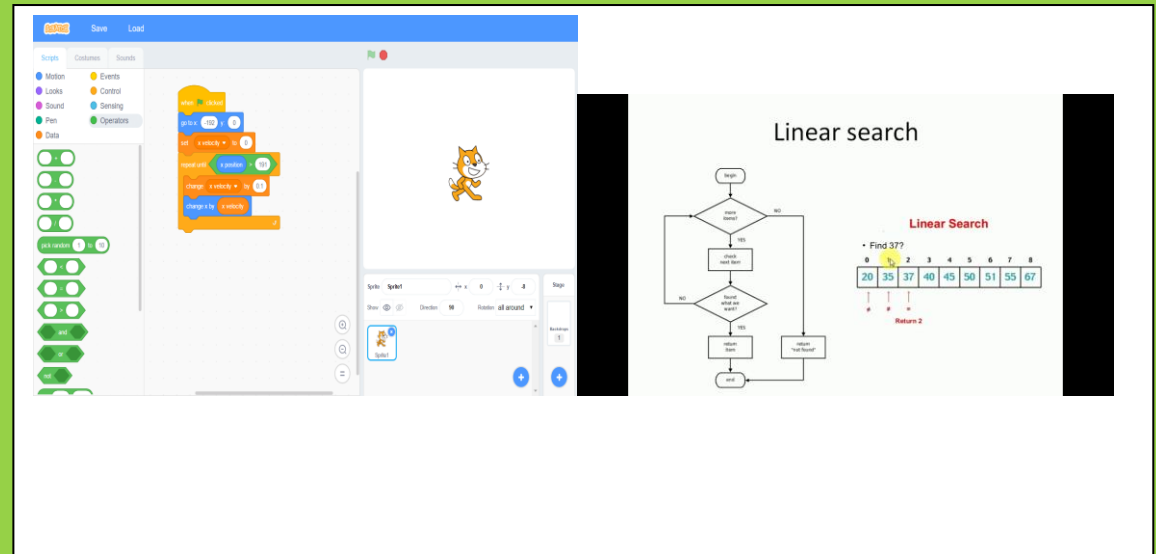 Save Load
Scripts Costumes Sounds
Motion Events
Looks Control
Sound Sensing
Pen Operators
Data
pick random 1 to 10
and
or
not
when clicked
go to x: -192 y: 0
set x velocity to 0
repeat until x position = 191
change x velocity by 0.1
change x by x velocity
Sprite Sprite1 x 0 y -8
Show Direction 90 Rotation all around
Sprite1
Stage
Backdrops
1
Linear search
begin
more items?
NO
YES
check next item
found what we want?
NO
YES
return item
return "not found"
end
Linear Search
• Find 37?
0 2 3 4 5 6 7 8
20 35 37 40 45 50 51 55 67
≠ ≠ =
Return 2